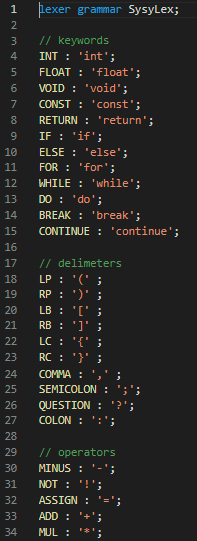 1 lexer grammar SysyLex;
2
3 // keywords
4 INT : 'int';
5 FLOAT : 'float';
6 VOID : 'void';
7 CONST : 'const';
8 RETURN : 'return';
9 IF : 'if';
10 ELSE : 'else';
11 FOR : 'for';
12 WHILE : 'while';
13 DO : 'do';
14 BREAK : 'break';
15 CONTINUE : 'continue';
16
17 // delimeters
18 LP : '(' ;
19 RP : ')' ;
20 LB : '[' ;
21 RB : ']' ;
22 LC : '{' ;
23 RC : '}' ;
24 COMMA : ',' ;
25 SEMICOLON : ';';
26 QUESTION : '?';
27 COLON : ':';
28
29 // operators
30 MINUS : '-';
31 NOT : '!';
32 ASSIGN : '=';
33 ADD : '+';
34 MUL : '*';